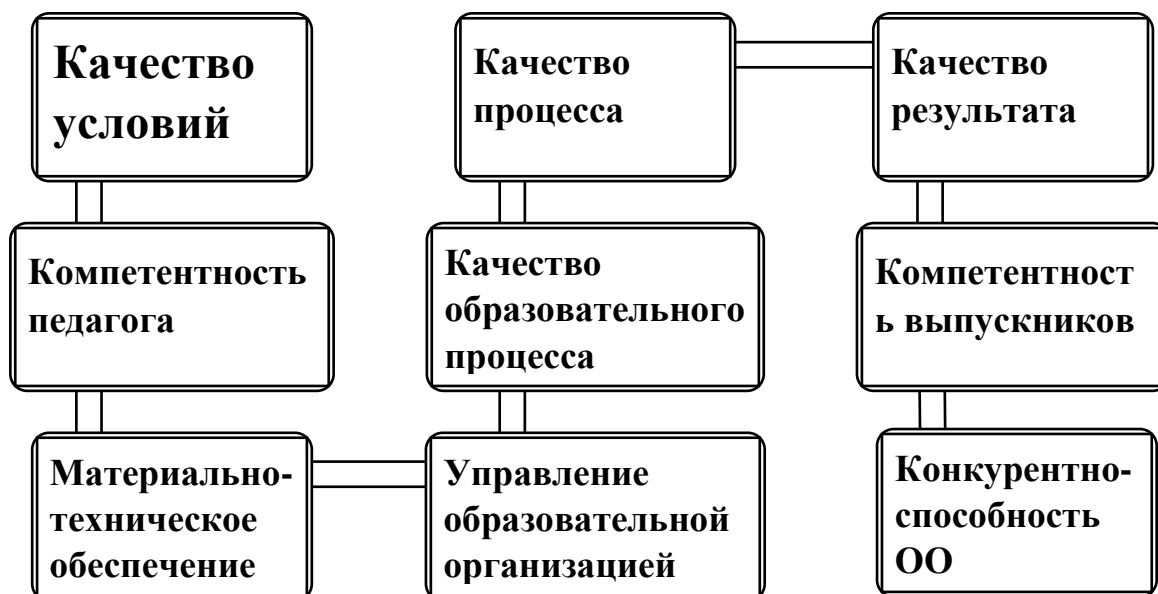 Качество
условий
Компетентность
педагога
Материально-
техническое
обеспечение
Управление
образовательной
организацией
Качество
образовательного
процесса
Качество
процесса
Качество
результата
Компетентност
ь выпускников
Конкурентно-
способность
ОО